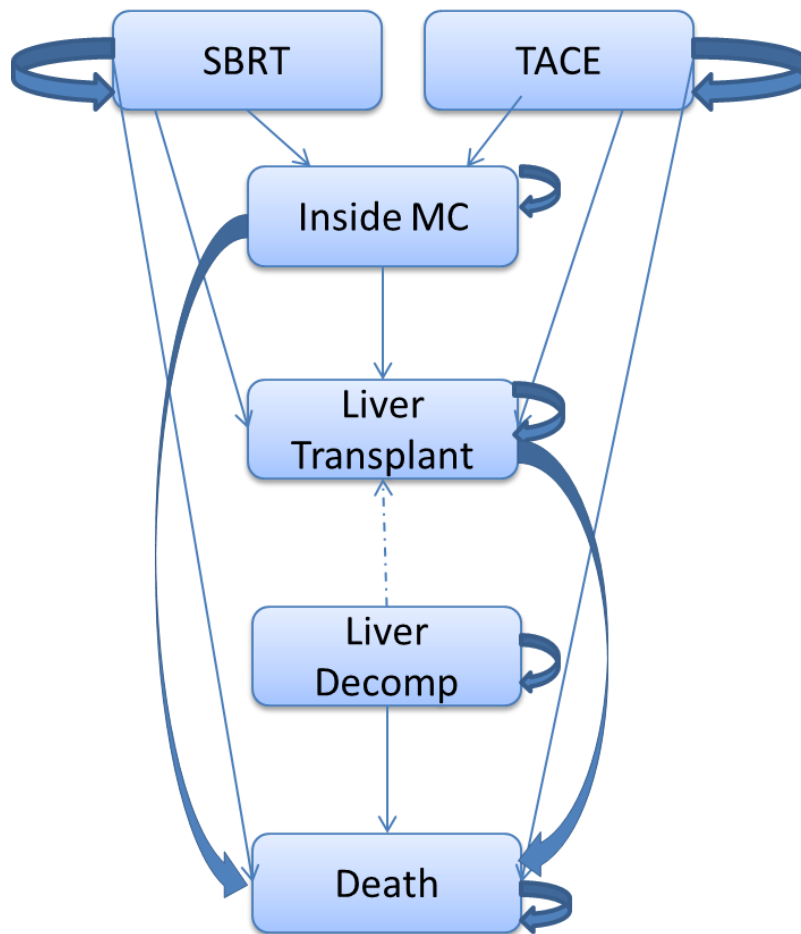 SBRT
TACE
Inside MC
Liver
Transplant
Liver
Decomp
Death